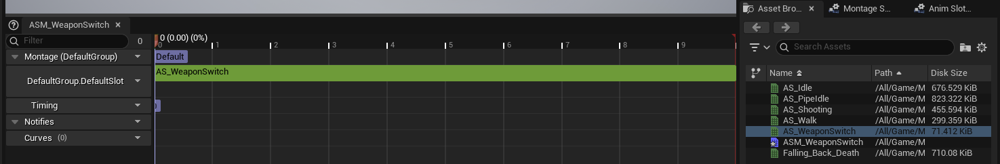 ASM_WeaponSwitch
Asset Bro... Montage S... Anim Slot...
Filter 0
0 (0.00) (0%)
0 1 2 3 4 5 6 7 8 9
Search Assets
Montage (DefaultGroup)
Default
AS_WeaponSwitch
DefaultGroup.DefaultSlot
Timing
Notifies
Curves (0)
Name Path Disk Size
AS_Idle /All/Game/M 676.529 KiB
AS_PipeIdle /All/Game/M 823.322 KiB
AS_Shooting /All/Game/M 455.594 KiB
AS_Walk /All/Game/M 299.359 KiB
AS_WeaponSwitch /All/Game/M 71.412 KiB
ASM_WeaponSwitch /All/Game/M
Falling_Back_Death /All/Game/M 710.08 KiB